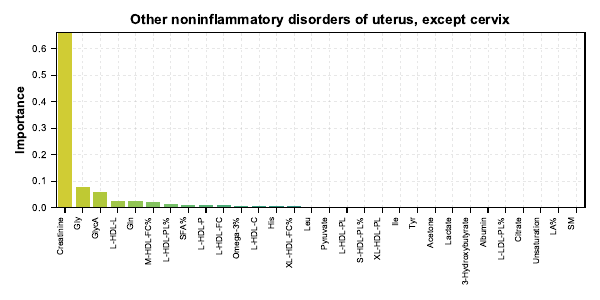 Other noninflammatory disorders of uterus, except cervix
Importance
0.6
0.5
0.4
0.3
0.2
0.1
0.0
Creatinine
Gly
GlycA
L-HDL-L
Gln
M-HDL-FC%
L-HDL-PL%
SFA%
L-HDL-P
L-HDL-FC
Omega-3%
L-HDL-C
His
XL-HDL-FC%
Leu
Pyruvate
L-HDL-PL
S-HDL-PL%
XL-HDL-PL
Ile
Tyr
Acetone
Lactate
3-Hydroxybutyrate
Albumin
L-LDL-PL%
Citrate
Unsaturation
LA%
SM